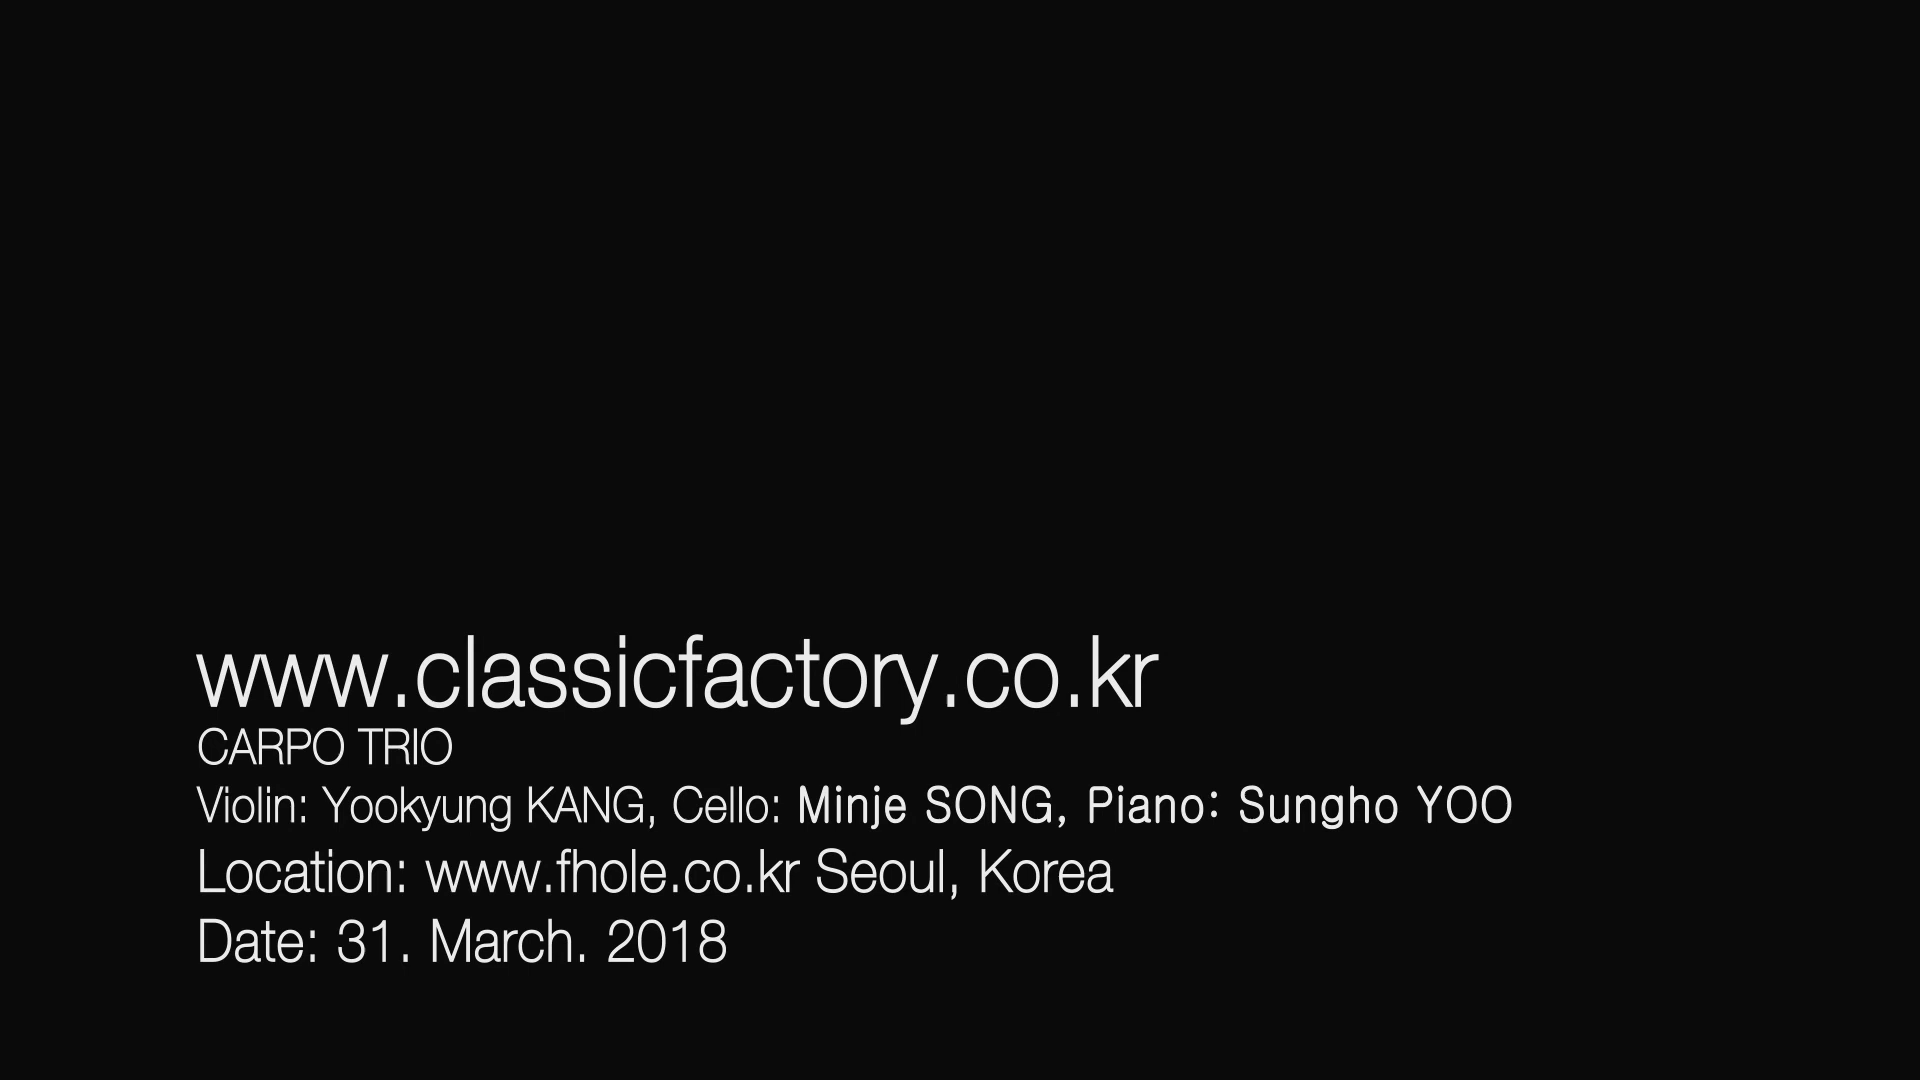 www.classicfactory.co.kr
CARPO TRIO
Violin: Yookyung KANG, Cello: Minje SONG, Piano: Sungho YOO
Location: www.fhole.co.kr Seoul, Korea
Date: 31. March. 2018